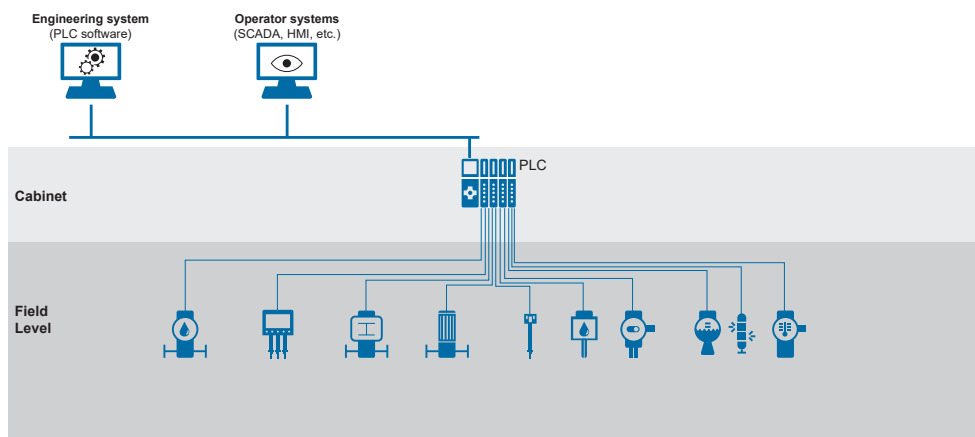 Engineering system
(PLC software)
Operator systems
(SCADA, HMI, etc.)
PLC
Cabinet
Field
Level